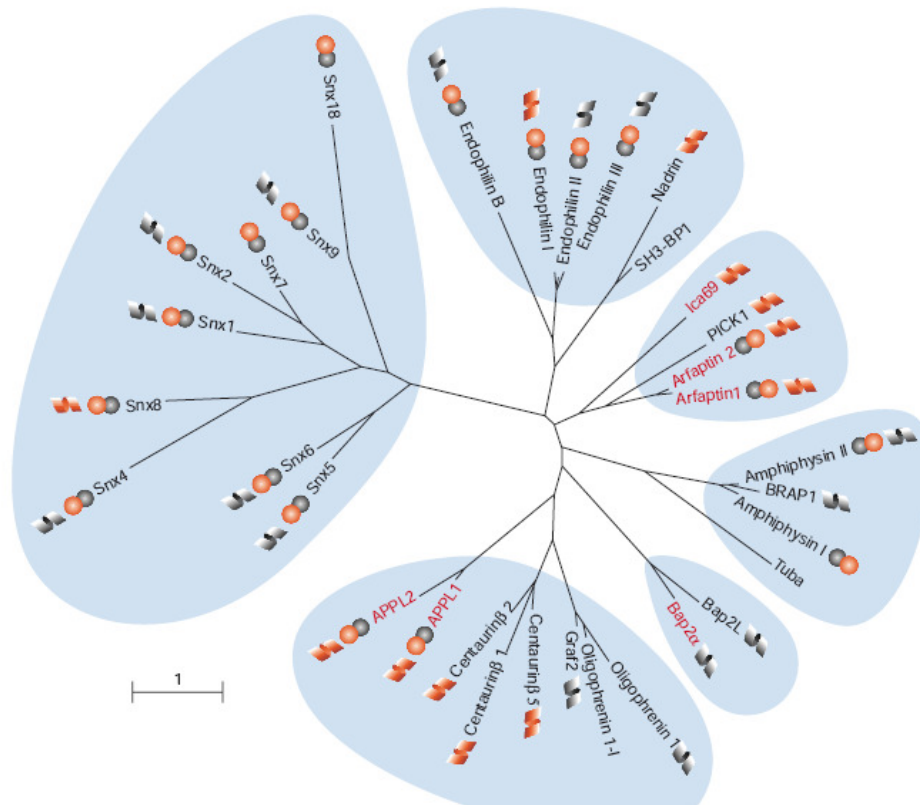 Snx18
Snx9
Snx7
Snx2
Snx1
Snx8
Snx4
Snx6
Snx5
Endophilin B
Endophilin I
Endophilin II
Endophilin III
Nadrin
SH3-BP1
Ica69
PICK1
Arfaptin 2
Arfaptin1
Amphiphysin II
BRAP1
Amphiphysin I
Tuba
Bap2L
Bap2α
Oligophrenin 1
Oligophrenin 1-l
Graf2
Centaurinβ 5
Centaurinβ 2
Centaurinβ 1
APPL1
APPL2
1